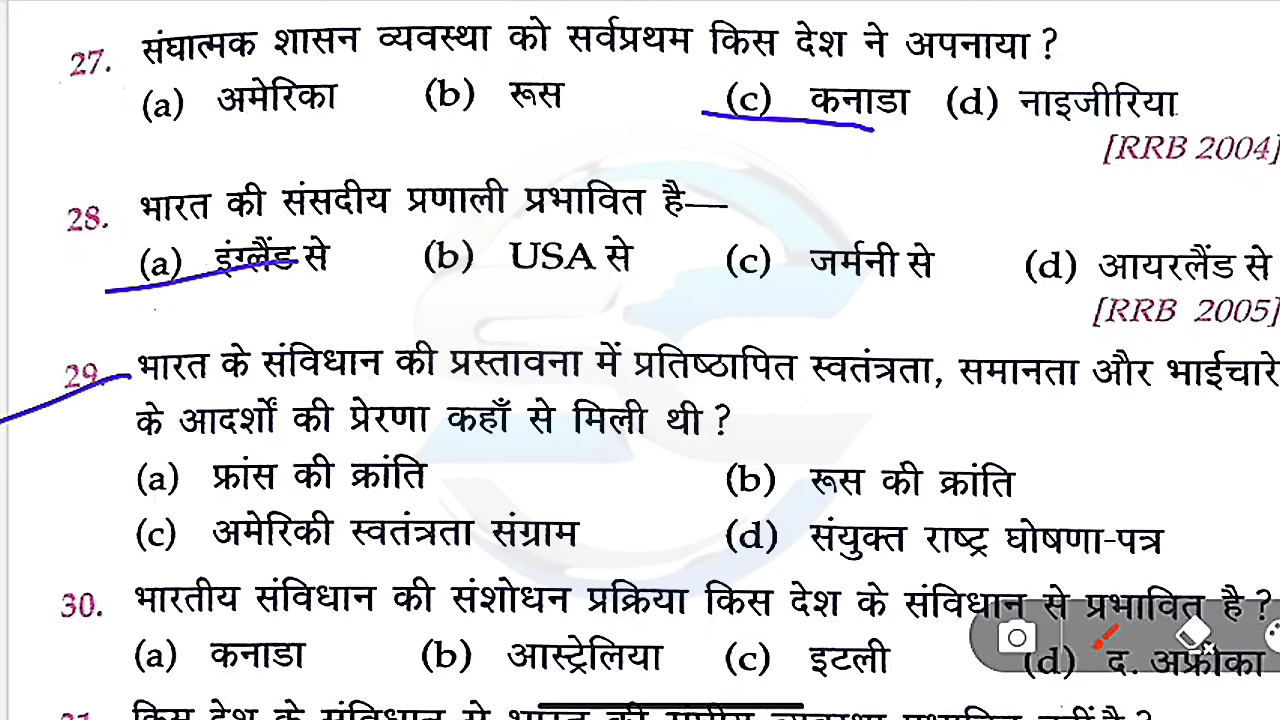 27. संघात्मक शासन व्यवस्था को सर्वप्रथम किस देश ने अपनाया ?
(a) अमेरिका (b) रूस (c) कनाडा (d) नाइजीरिया
[RRB 2004]
28. भारत की संसदीय प्रणाली प्रभावित है—
(a) इंग्लैंड से (b) USA से (c) जर्मनी से (d) आयरलैंड से
[RRB 2005]
29. भारत के संविधान की प्रस्तावना में प्रतिष्ठापित स्वतंत्रता, समानता और भाईचारे
के आदर्शों की प्रेरणा कहाँ से मिली थी ?
(a) फ्रांस की क्रांति (b) रूस की क्रांति
(c) अमेरिकी स्वतंत्रता संग्राम (d) संयुक्त राष्ट्र घोषणा-पत्र
30. भारतीय संविधान की संशोधन प्रक्रिया किस देश के संविधान से प्रभावित है ?
(a) कनाडा (b) आस्ट्रेलिया (c) इटली (d) द. अफ्रीका